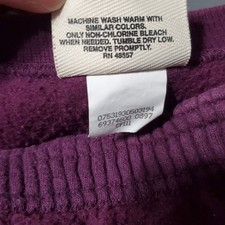 MACHINE WASH WARM WITH
SIMILAR COLORS.
ONLY NON-CHLORINE BLEACH
WHEN NEEDED. TUMBLE DRY LOW.
REMOVE PROMPTLY.
RN 48557
0897